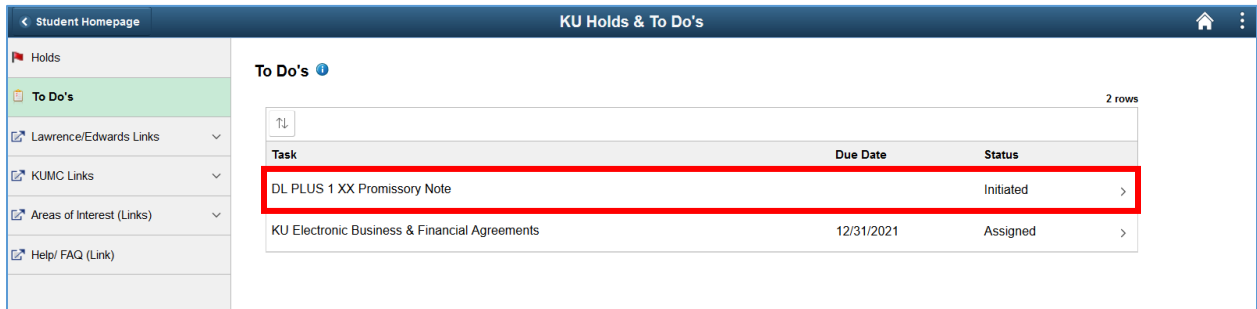 Student Homepage
KU Holds & To Do's
Holds
To Do's
Lawrence/Edwards Links
KUMC Links
Areas of Interest (Links)
Help/ FAQ (Link)
To Do's
2 rows
Task Due Date Status
DL PLUS 1 XX Promissory Note Initiated
KU Electronic Business & Financial Agreements 12/31/2021 Assigned